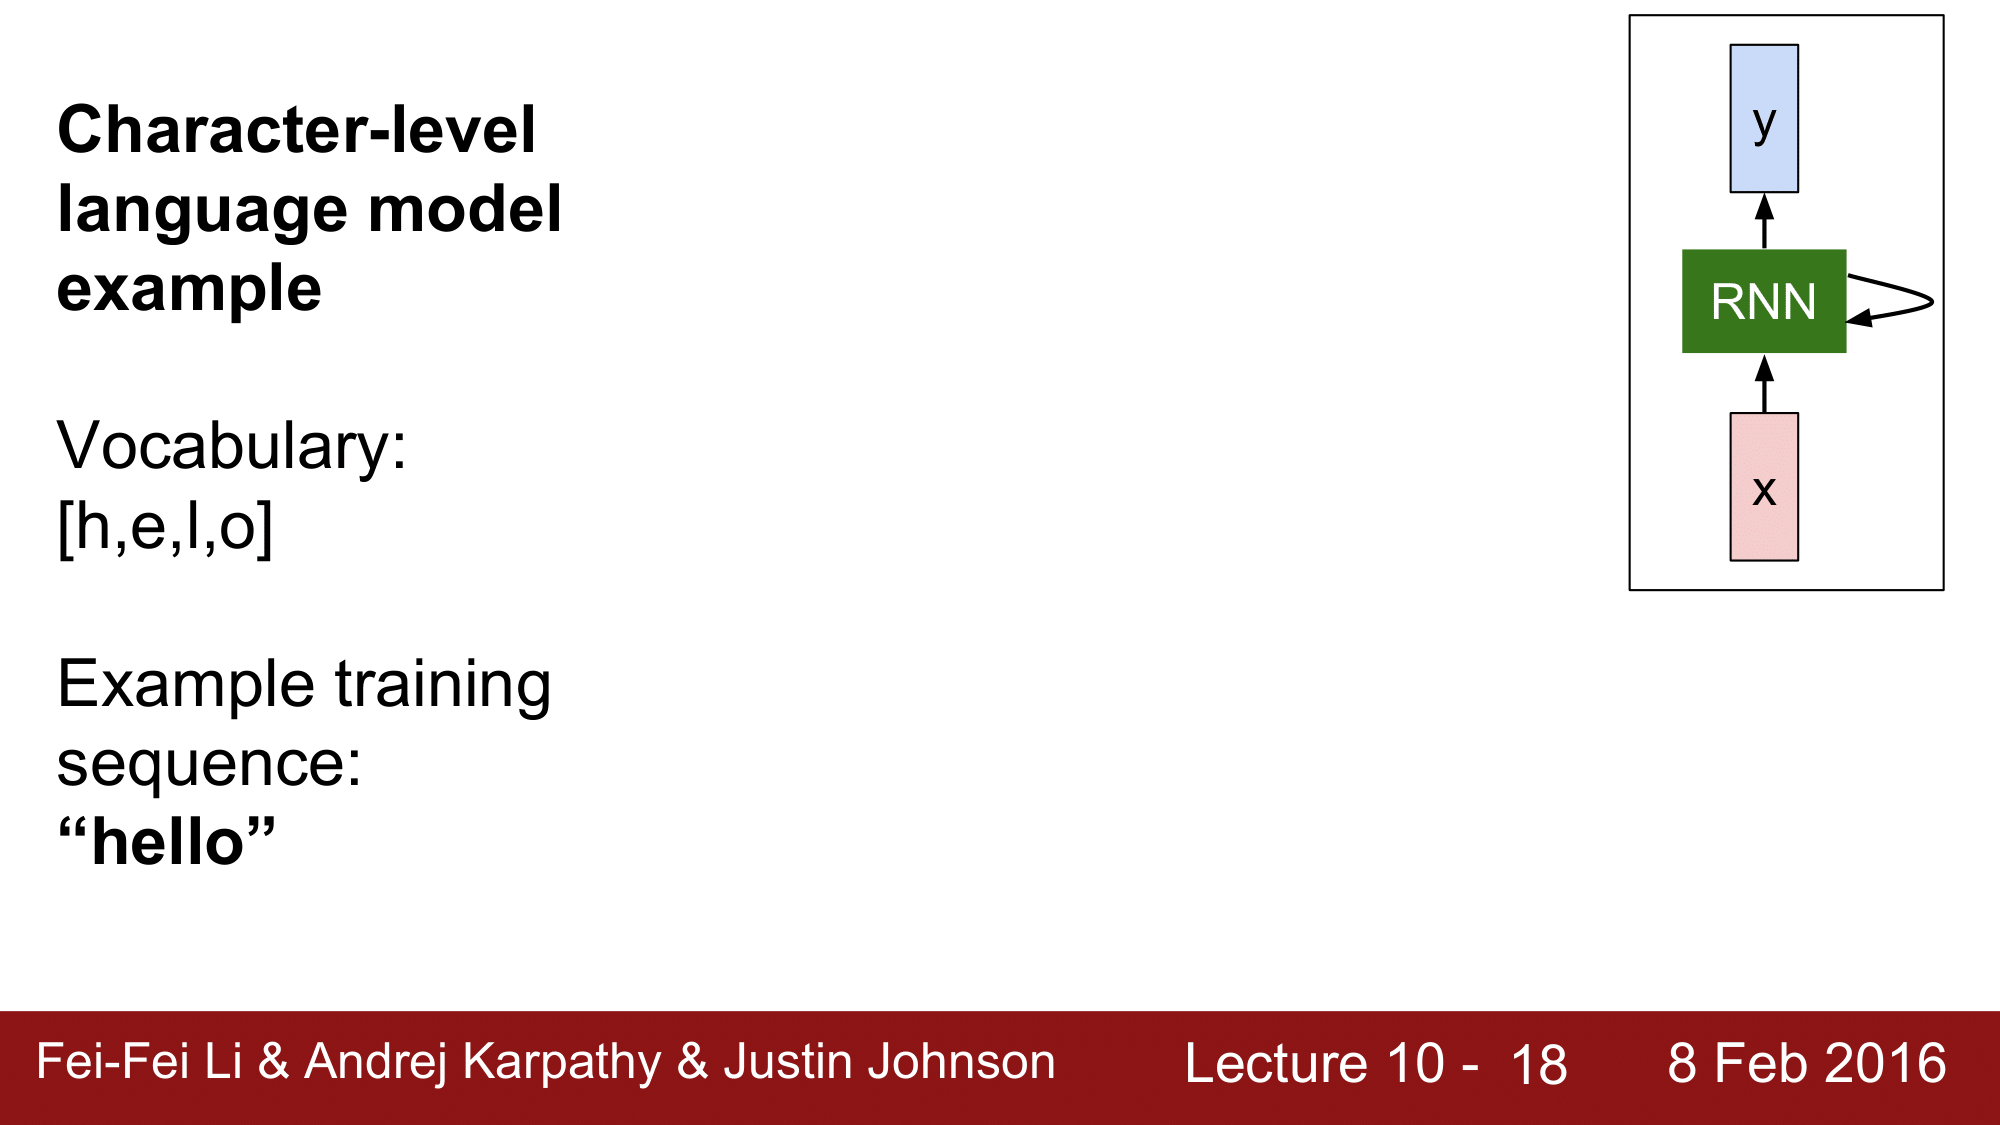 Character-level
language model
example
Vocabulary:
[h,e,l,o]
Example training
sequence:
“hello”
y
RNN
x
Fei-Fei Li & Andrej Karpathy & Justin Johnson
Lecture 10 - 18
8 Feb 2016